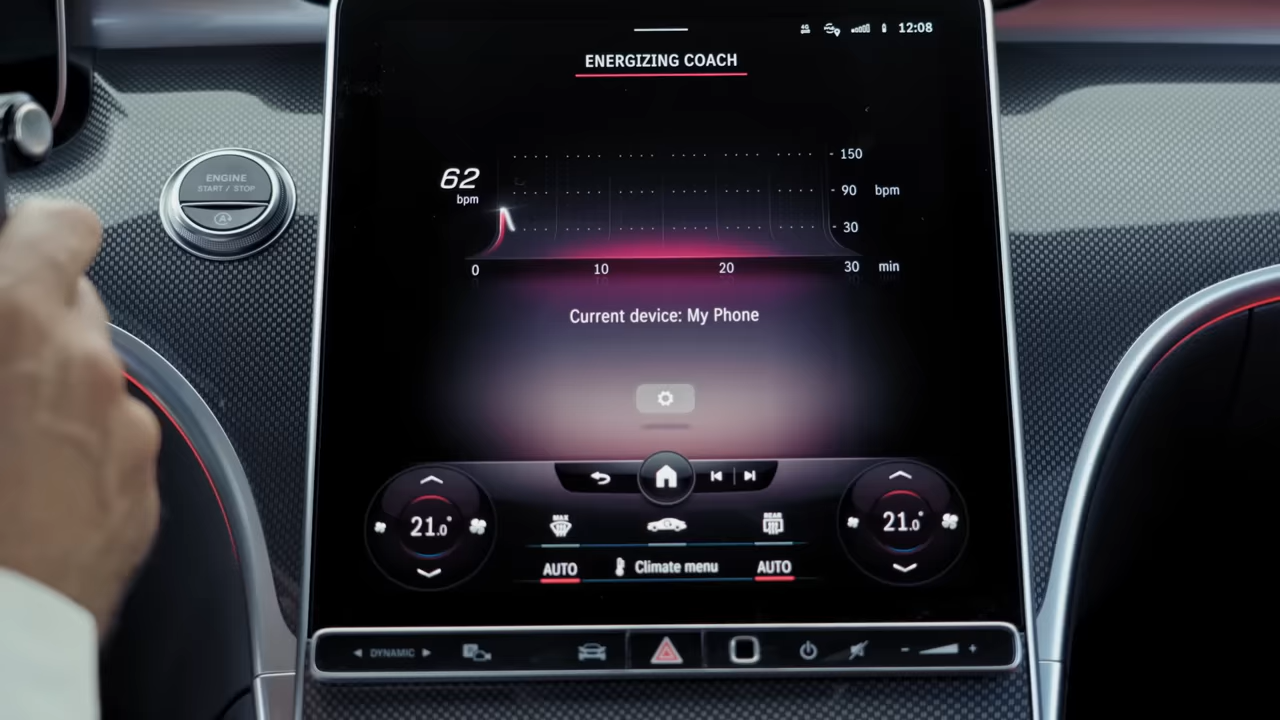 4G 12:08
ENERGIZING COACH
150
62 90 bpm
bpm
30
0 10 20 30 min
Current device: My Phone
ENGINE
START / STOP
A
21.0° 21.0°
MAX REAR
AUTO Climate menu AUTO
DYNAMIC
- +